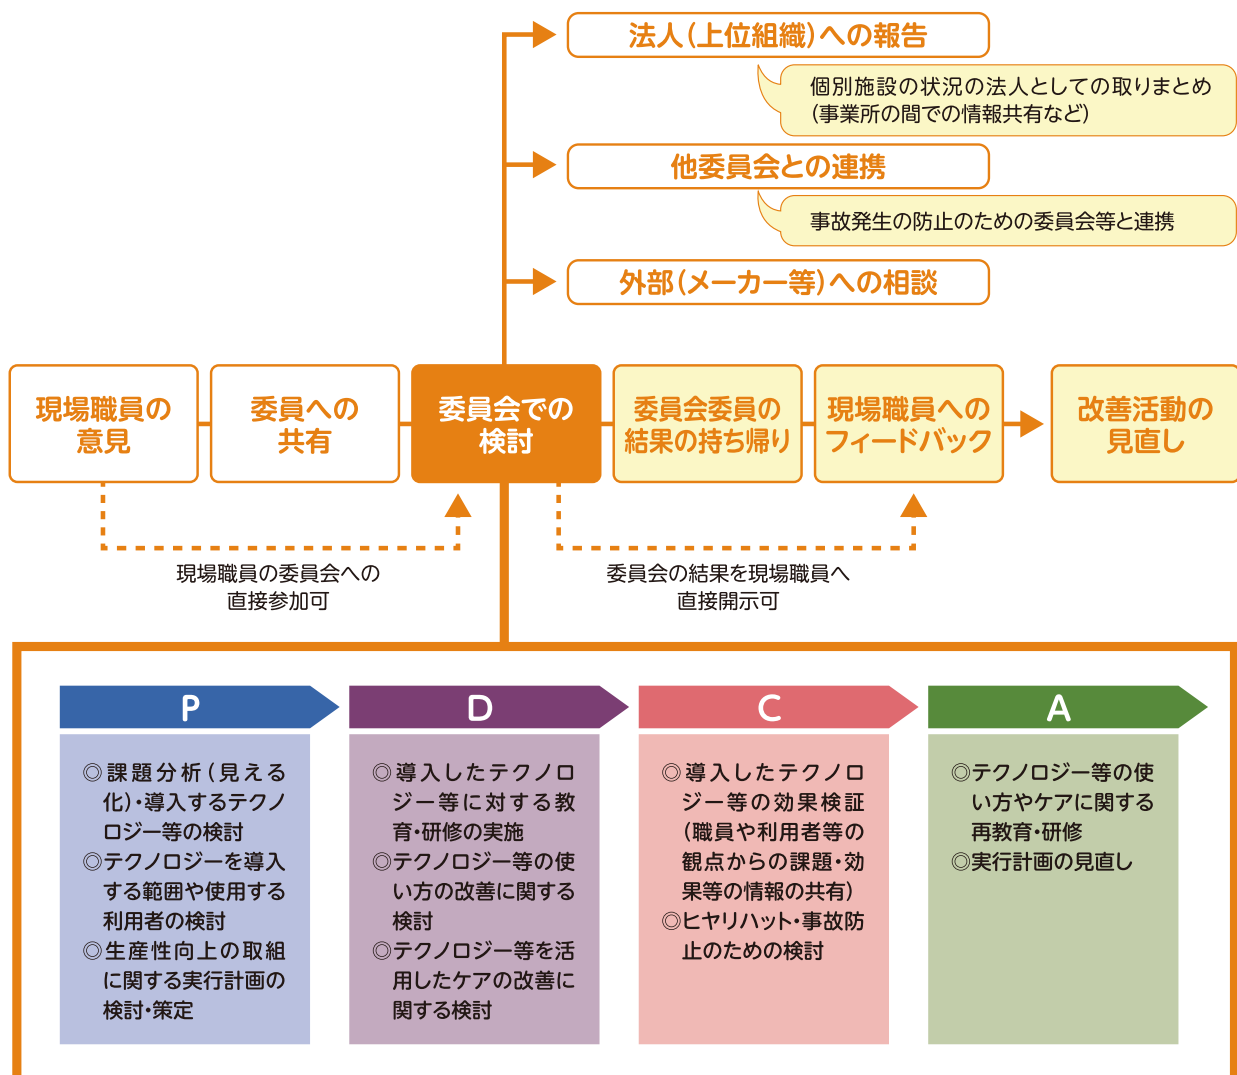 法人(上位組織)への報告
個別施設の状況の法人としての取りまとめ
(事業所の間での情報共有など)
他委員会との連携
事故発生の防止のための委員会等と連携
外部(メーカー等)への相談
現場職員の
意見
委員への
共有
委員会での
検討
委員会委員の
結果の持ち帰り
現場職員への
フィードバック
改善活動の
見直し
現場職員の委員会への
直接参加可
委員会の結果を現場職員へ
直接開示可
P
◎課題分析(見える
化)・導入するテクノ
ロジー等の検討
◎テクノロジーを導入
する範囲や使用する
利用者の検討
◎生産性向上の取組
に関する実行計画の
検討・策定
D
◎導入したテクノロ
ジー等に対する教
育・研修の実施
◎テクノロジー等の使
い方の改善に関する
検討
◎テクノロジー等を活
用したケアの改善に
関する検討
C
◎導入したテクノロ
ジー等の効果検証
(職員や利用者等の
観点からの課題・効
果等の情報の共有)
◎ヒヤリハット・事故防
止のための検討
A
◎テクノロジー等の使
い方やケアに関する
再教育・研修
◎実行計画の見直し